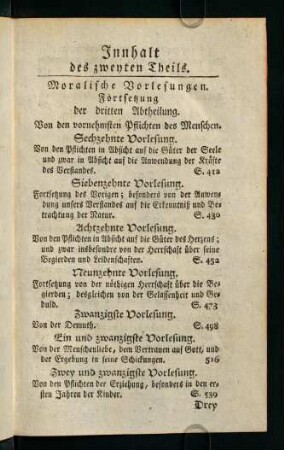 Innhalt
des zweyten Theils.
Moralische Vorlesungen.
Fortsetzung
der dritten Abtheilung.
Von den vornehmsten Pflichten des Menschen.
Sechzehnte Vorlesung.
Von den Pflichten in Absicht auf die Güter der Seele
und zwar in Absicht auf die Anwendung der Kräfte
des Verstandes. S. 412
Siebenzehnte Vorlesung.
Fortsetzung des Vorigen; besonders von der Anwen
dung unsers Verstandes auf die Erkenntniß und Be
trachtung der Natur. S. 430
Achtzehnte Vorlesung.
Von den Pflichten in Absicht auf die Güte des Herzens;
und zwar insbesondre von der Herrschaft über seine
Begierden und Leidenschaften. S. 452
Neunzehnte Vorlesung.
Fortsetzung von der nöthigen Herrschaft über die Be
gierden; desgleichen von der Gelassenheit und Ge
duld. S. 473
Zwanzigste Vorlesung.
Von der Demuth. S. 498
Ein und zwanzigste Vorlesung.
Von der Menschenliebe, dem Vertrauen auf Gott, und
der Ergebung in seine Schickungen. 516
Zwey und zwanzigste Vorlesung.
Von den Pflichten der Erziehung, besonders in den er
sten Jahren der Kinder. S. 539
Drey